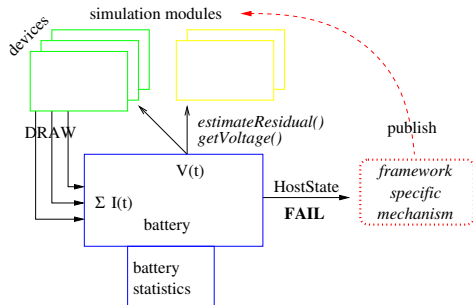 simulation modules
devices
DRAW
estimateResidual()
getVoltage()
publish
V(t)
Σ I(t)
battery
HostState
FAIL
framework
specific
mechanism
battery
statistics